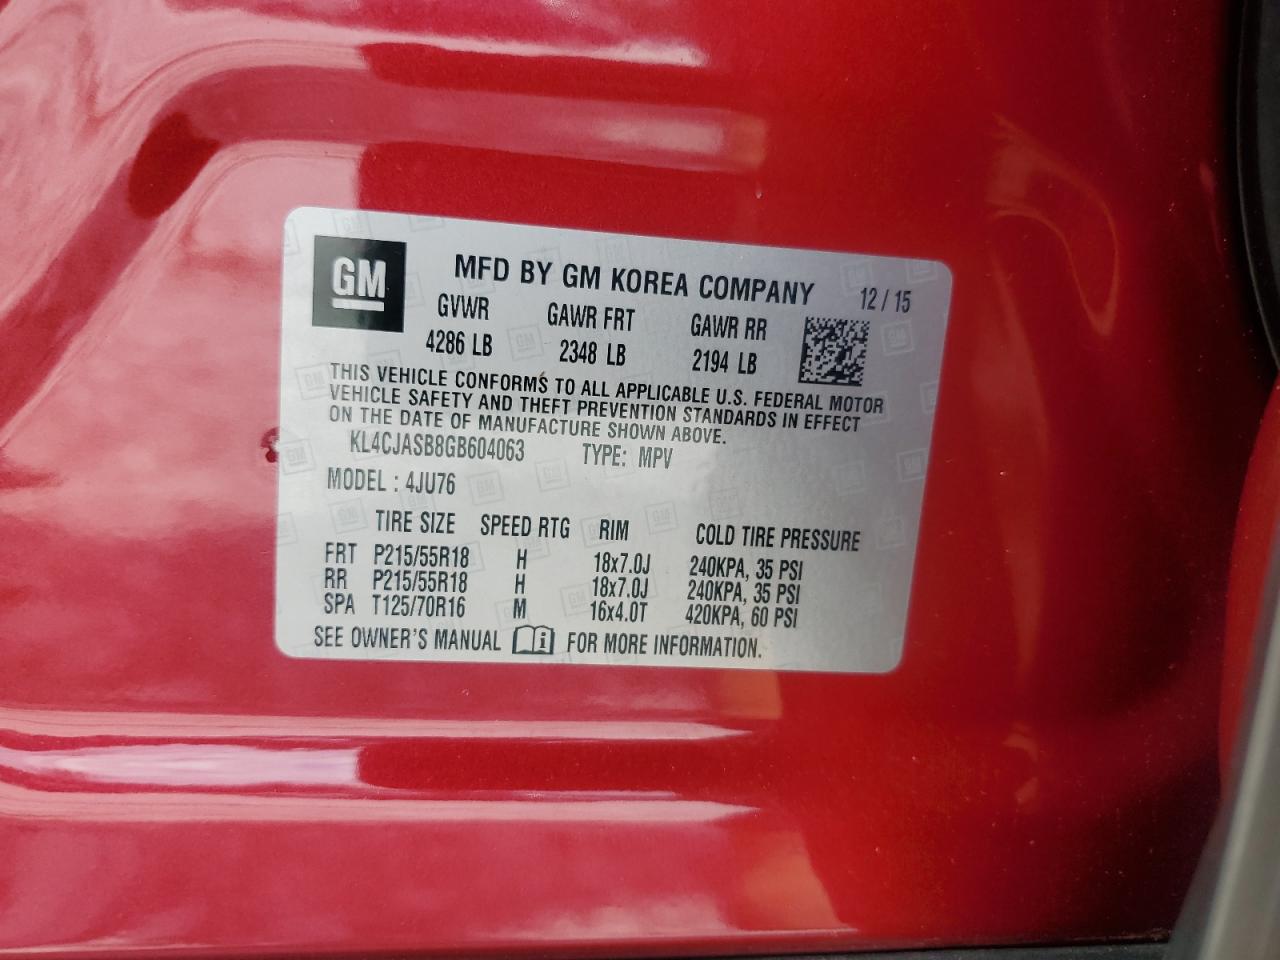 GM
MFD BY GM KOREA COMPANY 12 / 15
GVWR GAWR FRT GAWR RR
4286 LB 2348 LB 2194 LB
THIS VEHICLE CONFORMS TO ALL APPLICABLE U.S. FEDERAL MOTOR
VEHICLE SAFETY AND THEFT PREVENTION STANDARDS IN EFFECT
ON THE DATE OF MANUFACTURE SHOWN ABOVE.
KL4CJASB8GB604063 TYPE: MPV
MODEL : 4JU76
TIRE SIZE SPEED RTG RIM COLD TIRE PRESSURE
FRT P215/55R18 H 18x7.0J 240KPA, 35 PSI
RR P215/55R18 H 18x7.0J 240KPA, 35 PSI
SPA T125/70R16 M 16x4.0T 420KPA, 60 PSI
SEE OWNER'S MANUAL i FOR MORE INFORMATION.